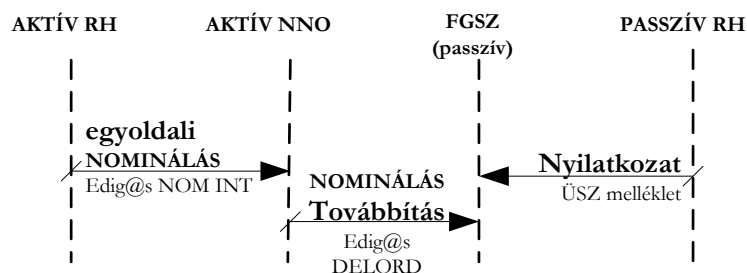 AKTÍV RH
AKTÍV NNO
FGSZ
(passzív)
PASSZÍV RH
egyoldali
NOMINÁLÁS
Edig@s NOM INT
NOMINÁLÁS
Továbbítás
Edig@s
DELORD
Nyilatkozat
ÜSZ melléklet